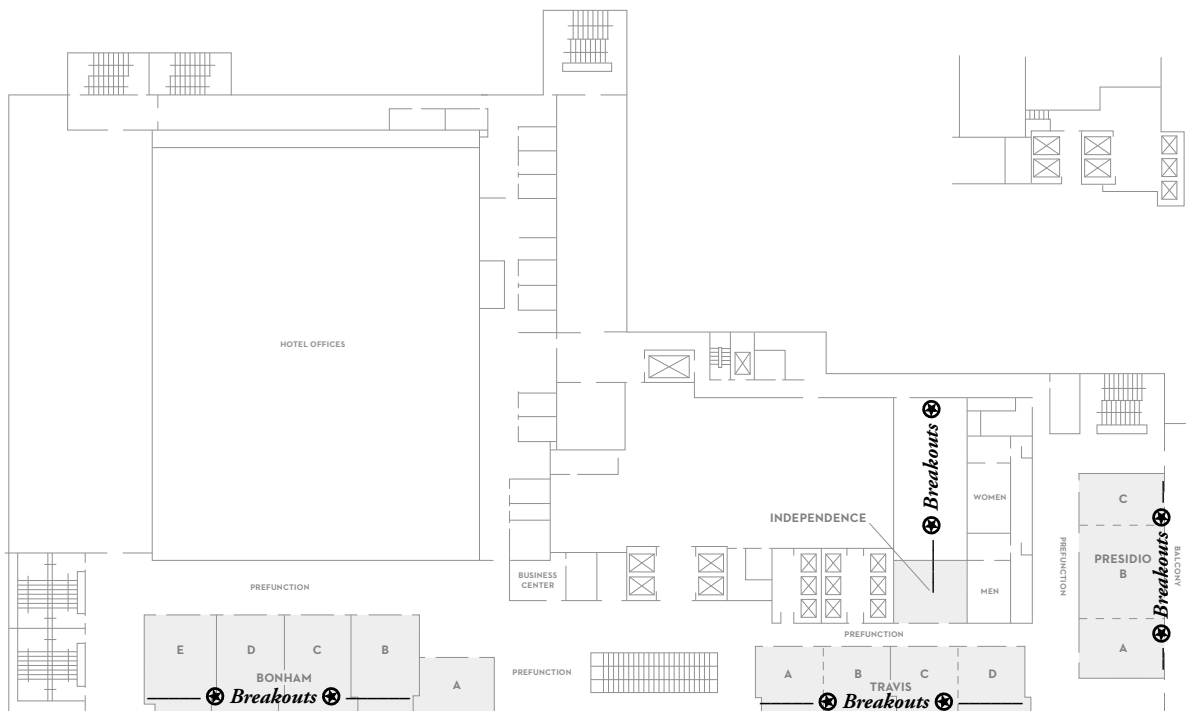 HOTEL OFFICES
Breakouts
WOMEN
C
INDEPENDENCE
PREFUNCTION
PRESIDIO
B
Breakouts
BALCONY
BUSINESS
CENTER
PREFUNCTION
MEN
PREFUNCTION
E
D
C
B
A
A
BONHAM
PREFUNCTION
A
B
C
D
TRAVIS
Breakouts
Breakouts